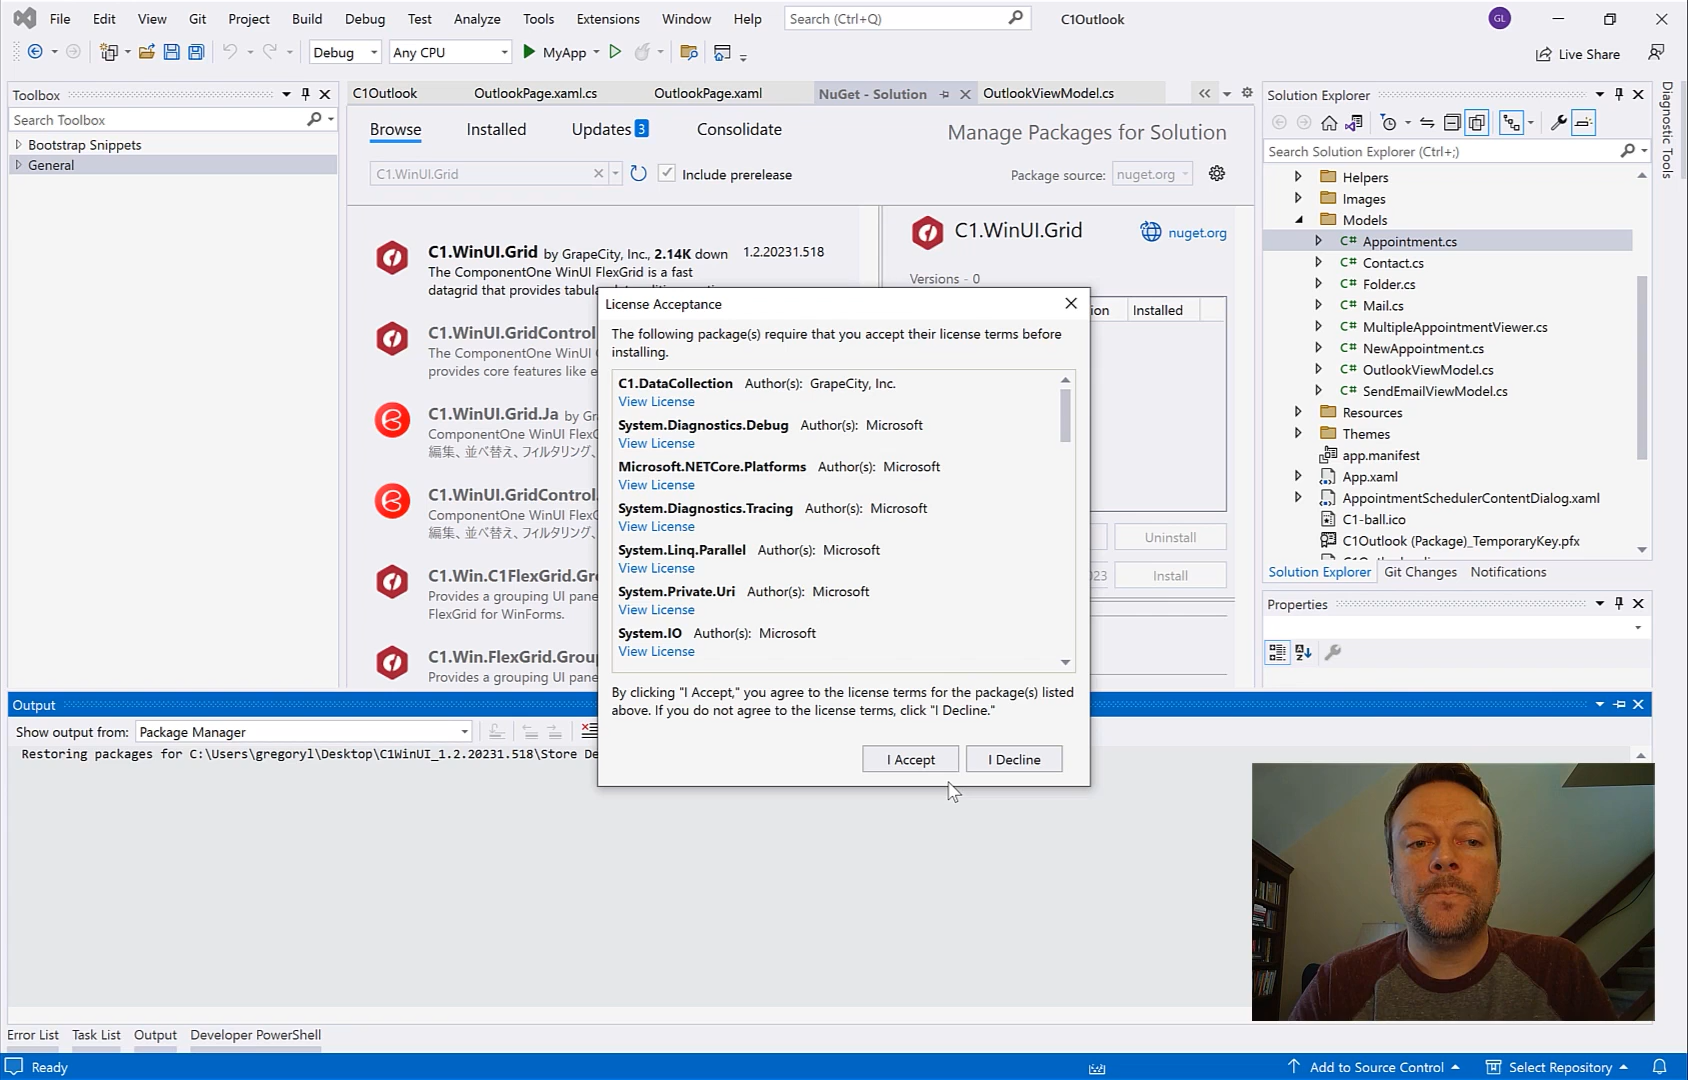 File Edit View Git Project Build Debug Test Analyze Tools Extensions Window Help Search (Ctrl+Q) C1Outlook GL
Debug Any CPU MyApp Live Share
Toolbox
Search Toolbox
Bootstrap Snippets
General
C1Outlook OutlookPage.xaml.cs OutlookPage.xaml NuGet - Solution OutlookViewModel.cs
Browse Installed Updates 3 Consolidate Manage Packages for Solution
C1.WinUI.Grid Include prerelease Package source: nuget.org
C1.WinUI.Grid by GrapeCity, Inc., 2.14K down 1.2.20231.518
The ComponentOne WinUI FlexGrid is a fast
datagrid that provides tabula
C1.WinUI.GridControl
The ComponentOne WinUI
provides core features like e
C1.WinUI.Grid.Ja by Gr
ComponentOne WinUI FlexG
編集、並べ替え、フィルタリング、
C1.WinUI.GridControl.
ComponentOne WinUI FlexG
編集、並べ替え、フィルタリング、
C1.Win.C1FlexGrid.Gr
Provides a grouping UI pane
FlexGrid for WinForms.
C1.Win.FlexGrid.Group
Provides a grouping UI pane
C1.WinUI.Grid nuget.org
Versions - 0
ion Installed
Uninstall
023 Install
License Acceptance
The following package(s) require that you accept their license terms before
installing.
C1.DataCollection Author(s): GrapeCity, Inc.
View License
System.Diagnostics.Debug Author(s): Microsoft
View License
Microsoft.NETCore.Platforms Author(s): Microsoft
View License
System.Diagnostics.Tracing Author(s): Microsoft
View License
System.Linq.Parallel Author(s): Microsoft
View License
System.Private.Uri Author(s): Microsoft
View License
System.IO Author(s): Microsoft
View License
By clicking "I Accept," you agree to the license terms for the package(s) listed
above. If you do not agree to the license terms, click "I Decline."
I Accept I Decline
Solution Explorer
Search Solution Explorer (Ctrl+;)
Helpers
Images
Models
C# Appointment.cs
C# Contact.cs
C# Folder.cs
C# Mail.cs
C# MultipleAppointmentViewer.cs
C# NewAppointment.cs
C# OutlookViewModel.cs
C# SendEmailViewModel.cs
Resources
Themes
app.manifest
App.xaml
AppointmentSchedulerContentDialog.xaml
C1-ball.ico
C1Outlook (Package)_TemporaryKey.pfx
Solution Explorer Git Changes Notifications
Properties
Diagnostic Tools
Output
Show output from: Package Manager
Restoring packages for C:\Users\gregoryl\Desktop\C1WinUI_1.2.20231.518\Store De
Error List Task List Output Developer PowerShell
Ready Add to Source Control Select Repository